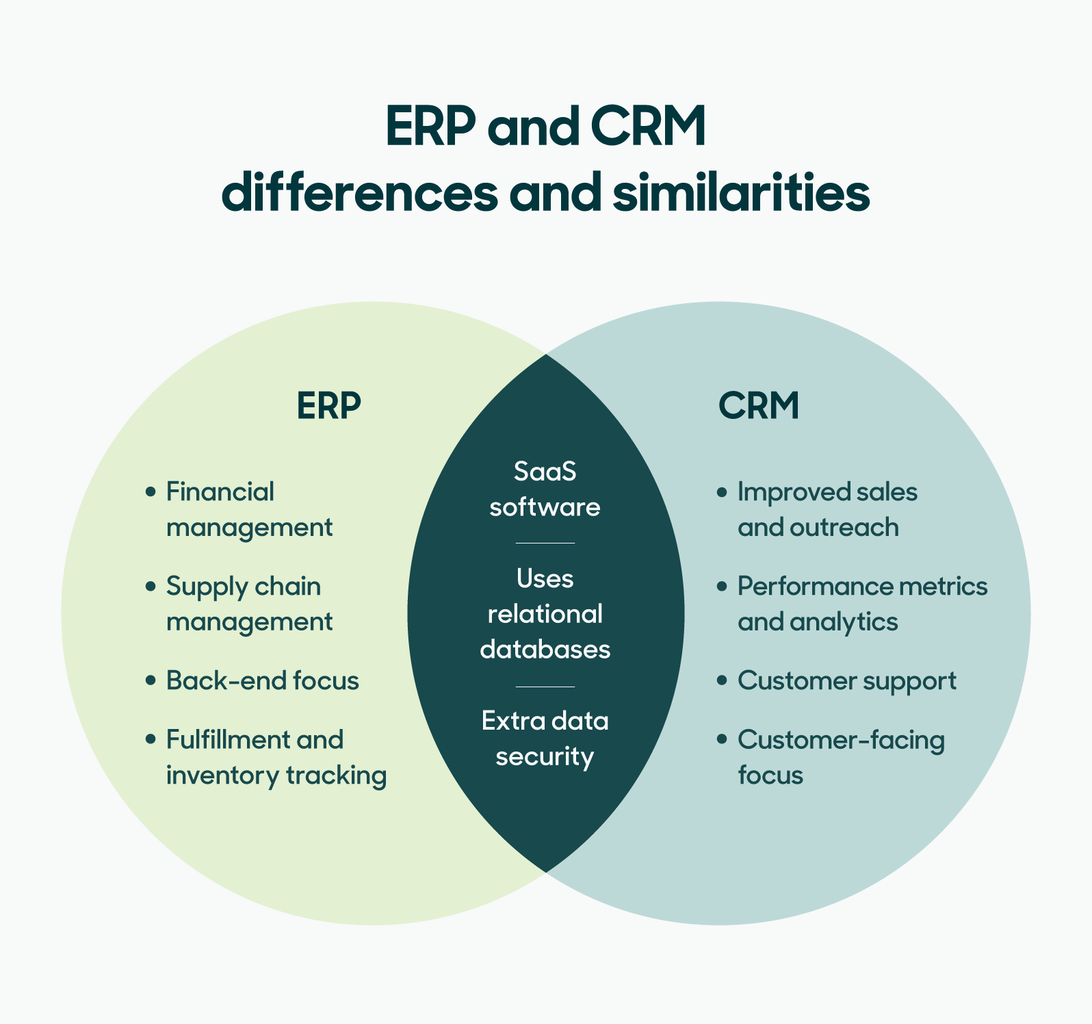 ERP and CRM
differences and similarities
ERP
• Financial
management
• Supply chain
management
• Back-end focus
• Fulfillment and
inventory tracking
SaaS
software
Uses
relational
databases
Extra data
security
CRM
• Improved sales
and outreach
• Performance metrics
and analytics
• Customer support
• Customer-facing
focus